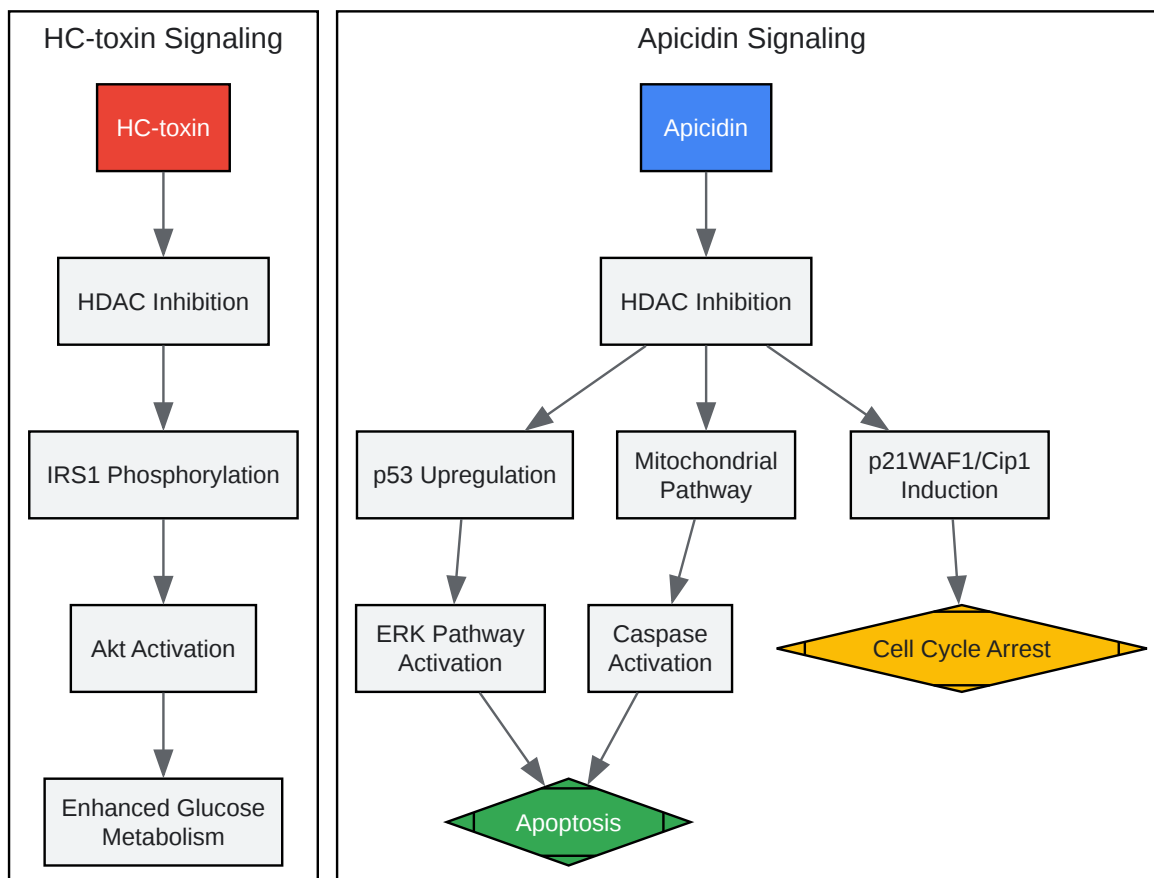 HC-toxin Signaling
HC-toxin
HDAC Inhibition
IRS1 Phosphorylation
Akt Activation
Enhanced Glucose
Metabolism
Apicidin Signaling
Apicidin
HDAC Inhibition
p53 Upregulation
Mitochondrial
Pathway
p21WAF1/Cip1
Induction
ERK Pathway
Activation
Caspase
Activation
Cell Cycle Arrest
Apoptosis